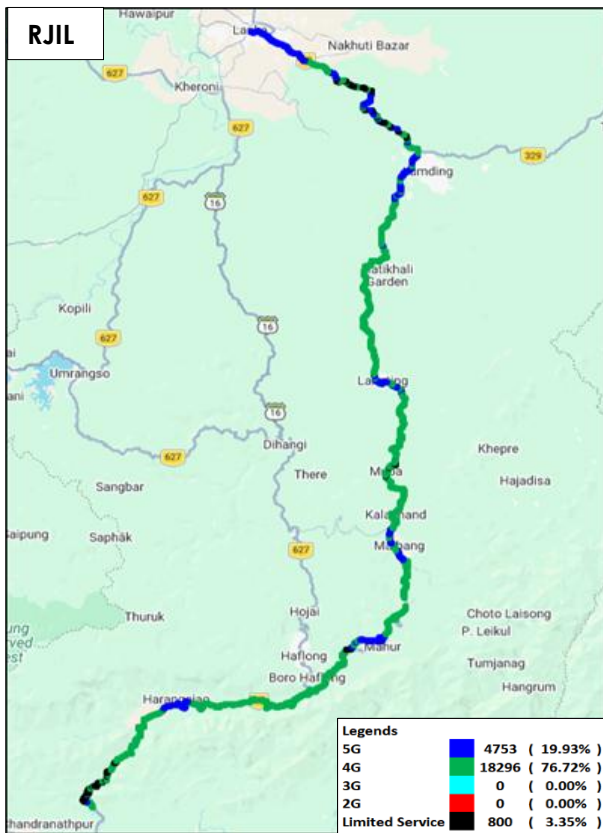 RJIL
Hawaipur
Nakhuti Bazar
627
Kheroni
627
329
627
16
Garden
Kopili
16
627
Umrangso
ani
16
Dihangi
627
Khepre
There
Hajadisa
Sangbar
Saipung
Saphak
627
Hojai
Choto Laisong
Thuruk
P. Leikul
Haflong
Mahur
Tumjanag
Boro Haflong
Hangrum
Legends
5G 4753 ( 19.93% )
4G 18296 ( 76.72% )
3G 0 ( 0.00% )
2G 0 ( 0.00% )
Limited Service 800 ( 3.35% )
handranathpur